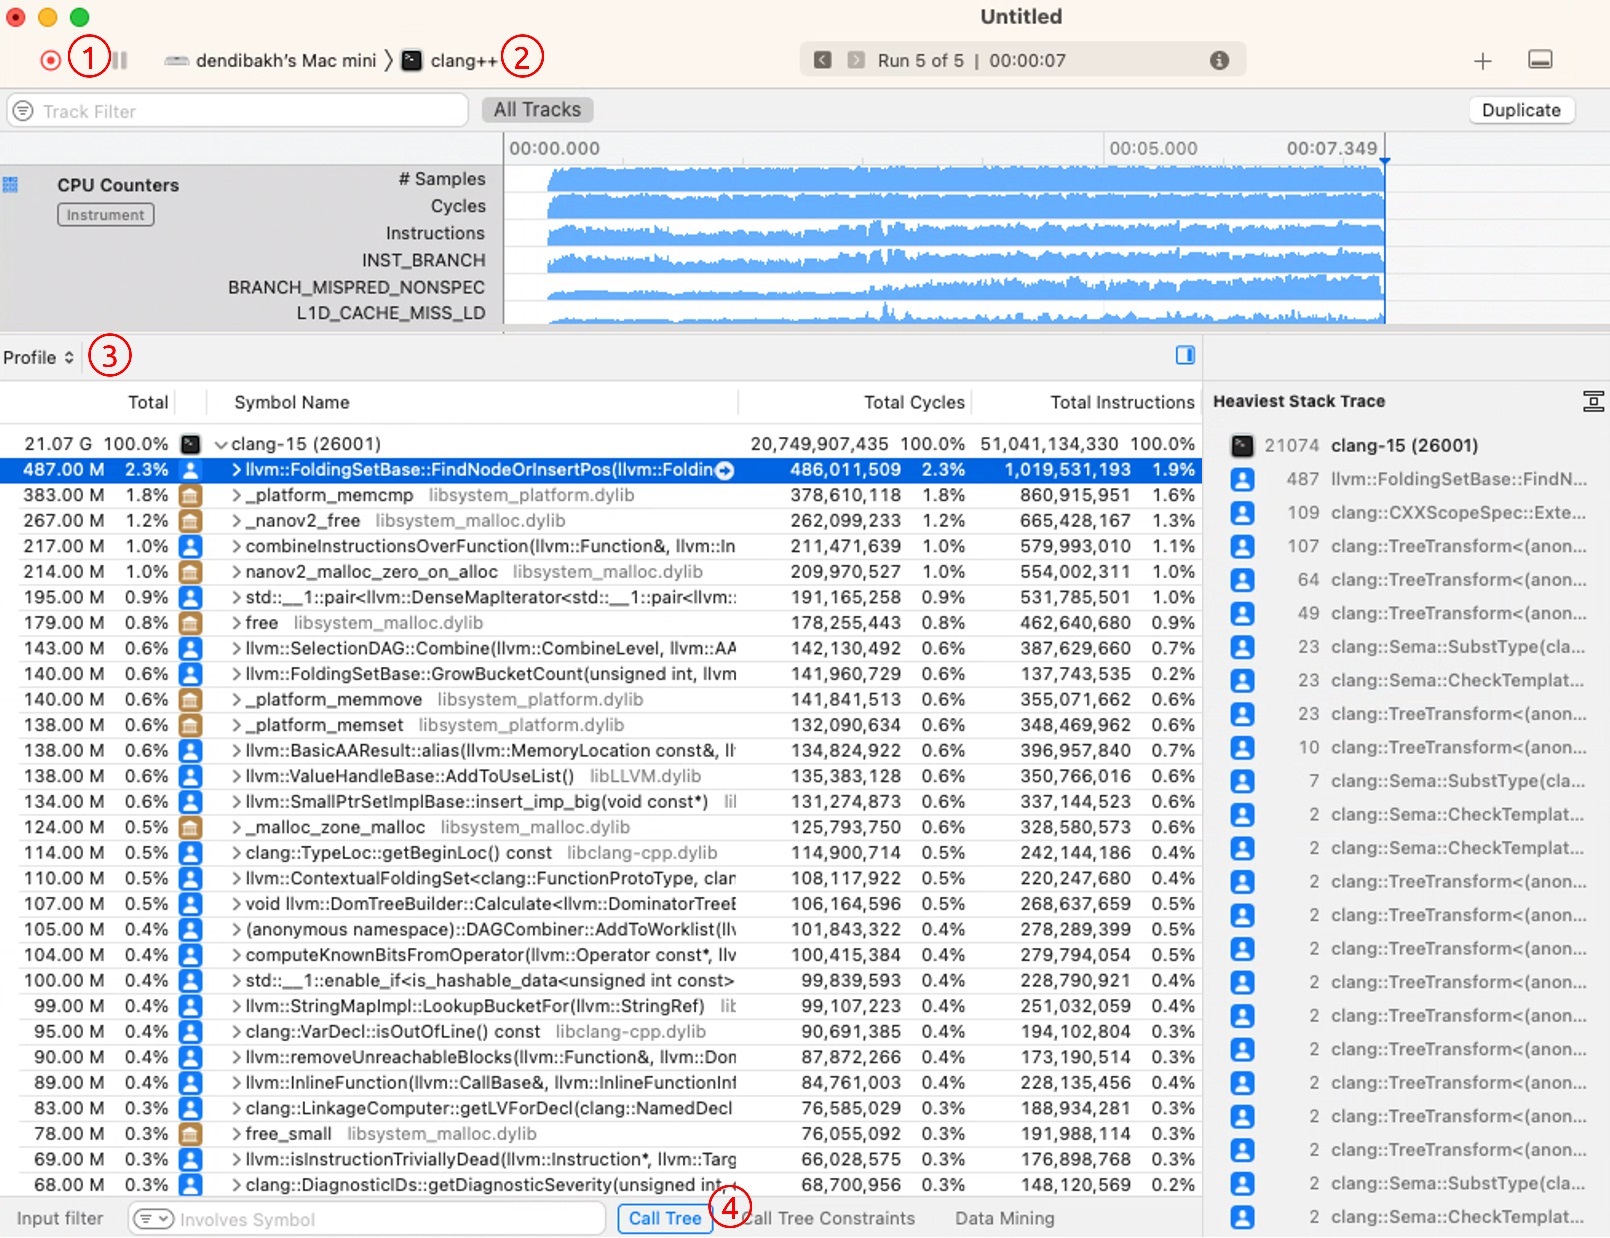 Untitled
1 dendibakh's Mac mini clang++ 2 Run 5 of 5 | 00:00:07
Track Filter All Tracks Duplicate
00:00.000 00:05.000 00:07.349
CPU Counters
Instrument
# Samples
Cycles
Instructions
INST_BRANCH
BRANCH_MISPRED_NONSPEC
L1D_CACHE_MISS_LD
Profile 3
Total Symbol Name Total Cycles Total Instructions
21.07 G 100.0% clang-15 (26001) 20,749,907,435 100.0% 51,041,134,330 100.0%
487.00 M 2.3% llvm::FoldingSetBase::FindNodeOrInsertPos(llvm::Foldin 486,011,509 2.3% 1,019,531,193 1.9%
383.00 M 1.8% _platform_memcmp libsystem_platform.dylib 378,610,118 1.8% 860,915,951 1.6%
267.00 M 1.2% _nanov2_free libsystem_malloc.dylib 262,099,233 1.2% 665,428,167 1.3%
217.00 M 1.0% combineInstructionsOverFunction(llvm::Function&, llvm::In 211,471,639 1.0% 579,993,010 1.1%
214.00 M 1.0% nanov2_malloc_zero_on_alloc libsystem_malloc.dylib 209,970,527 1.0% 554,002,311 1.0%
195.00 M 0.9% std::__1::pair<llvm::DenseMapIterator<std::__1::pair<llvm:: 191,165,258 0.9% 531,785,501 1.0%
179.00 M 0.8% free libsystem_malloc.dylib 178,255,443 0.8% 462,640,680 0.9%
143.00 M 0.6% llvm::SelectionDAG::Combine(llvm::CombineLevel, llvm::AA 142,130,492 0.6% 387,629,660 0.7%
140.00 M 0.6% llvm::FoldingSetBase::GrowBucketCount(unsigned int, llvm 141,960,729 0.6% 137,743,535 0.2%
140.00 M 0.6% _platform_memmove libsystem_platform.dylib 141,841,513 0.6% 355,071,662 0.6%
138.00 M 0.6% _platform_memset libsystem_platform.dylib 132,090,634 0.6% 348,469,962 0.6%
138.00 M 0.6% llvm::BasicAAResult::alias(llvm::MemoryLocation const&, ll 134,824,922 0.6% 396,957,840 0.7%
138.00 M 0.6% llvm::ValueHandleBase::AddToUseList() libLLVM.dylib 135,383,128 0.6% 350,766,016 0.6%
134.00 M 0.6% llvm::SmallPtrSetImplBase::insert_imp_big(void const*) lil 131,274,873 0.6% 337,144,523 0.6%
124.00 M 0.5% _malloc_zone_malloc libsystem_malloc.dylib 125,793,750 0.6% 328,580,573 0.6%
114.00 M 0.5% clang::TypeLoc::getBeginLoc() const libclang-cpp.dylib 114,900,714 0.5% 242,144,186 0.4%
110.00 M 0.5% llvm::ContextualFoldingSet<clang::FunctionProtoType, clan 108,117,922 0.5% 220,247,680 0.4%
107.00 M 0.5% void llvm::DomTreeBuilder::Calculate<llvm::DominatorTreeE 106,164,596 0.5% 268,637,659 0.5%
105.00 M 0.4% (anonymous namespace)::DAGCombiner::AddToWorklist(llv 101,843,322 0.4% 278,289,399 0.5%
104.00 M 0.4% computeKnownBitsFromOperator(llvm::Operator const*, llv 100,415,384 0.4% 279,794,054 0.5%
100.00 M 0.4% std::__1::enable_if<is_hashable_data<unsigned int const> 99,839,593 0.4% 228,790,921 0.4%
99.00 M 0.4% llvm::StringMapImpl::LookupBucketFor(llvm::StringRef) lib 99,107,223 0.4% 251,032,059 0.4%
95.00 M 0.4% clang::VarDecl::isOutOfLine() const libclang-cpp.dylib 90,691,385 0.4% 194,102,804 0.3%
90.00 M 0.4% llvm::removeUnreachableBlocks(llvm::Function&, llvm::Dom 87,872,266 0.4% 173,190,514 0.3%
89.00 M 0.4% llvm::InlineFunction(llvm::CallBase&, llvm::InlineFunctionInf 84,761,003 0.4% 228,135,456 0.4%
83.00 M 0.3% clang::LinkageComputer::getLVForDecl(clang::NamedDecl 76,585,029 0.3% 188,934,281 0.3%
78.00 M 0.3% free_small libsystem_malloc.dylib 76,055,092 0.3% 191,988,114 0.3%
69.00 M 0.3% llvm::isInstructionTriviallyDead(llvm::Instruction*, llvm::Targ 66,028,575 0.3% 176,898,768 0.3%
68.00 M 0.3% clang::DiagnosticIDs::getDiagnosticSeverity(unsigned int, 68,700,956 0.3% 148,120,569 0.2%
Heaviest Stack Trace
21074 clang-15 (26001)
487 llvm::FoldingSetBase::FindN...
109 clang::CXXScopeSpec::Exte...
107 clang::TreeTransform<(anon...
64 clang::TreeTransform<(anon...
49 clang::TreeTransform<(anon...
23 clang::Sema::SubstType(cla...
23 clang::Sema::CheckTemplat...
23 clang::TreeTransform<(anon...
10 clang::TreeTransform<(anon...
7 clang::Sema::SubstType(cla...
2 clang::Sema::CheckTemplat...
2 clang::Sema::CheckTemplat...
2 clang::TreeTransform<(anon...
2 clang::TreeTransform<(anon...
2 clang::TreeTransform<(anon...
2 clang::TreeTransform<(anon...
2 clang::TreeTransform<(anon...
2 clang::TreeTransform<(anon...
2 clang::TreeTransform<(anon...
2 clang::TreeTransform<(anon...
2 clang::TreeTransform<(anon...
2 clang::Sema::SubstType(cla...
2 clang::Sema::CheckTemplat...
Input filter Involves Symbol Call Tree 4 Call Tree Constraints Data Mining